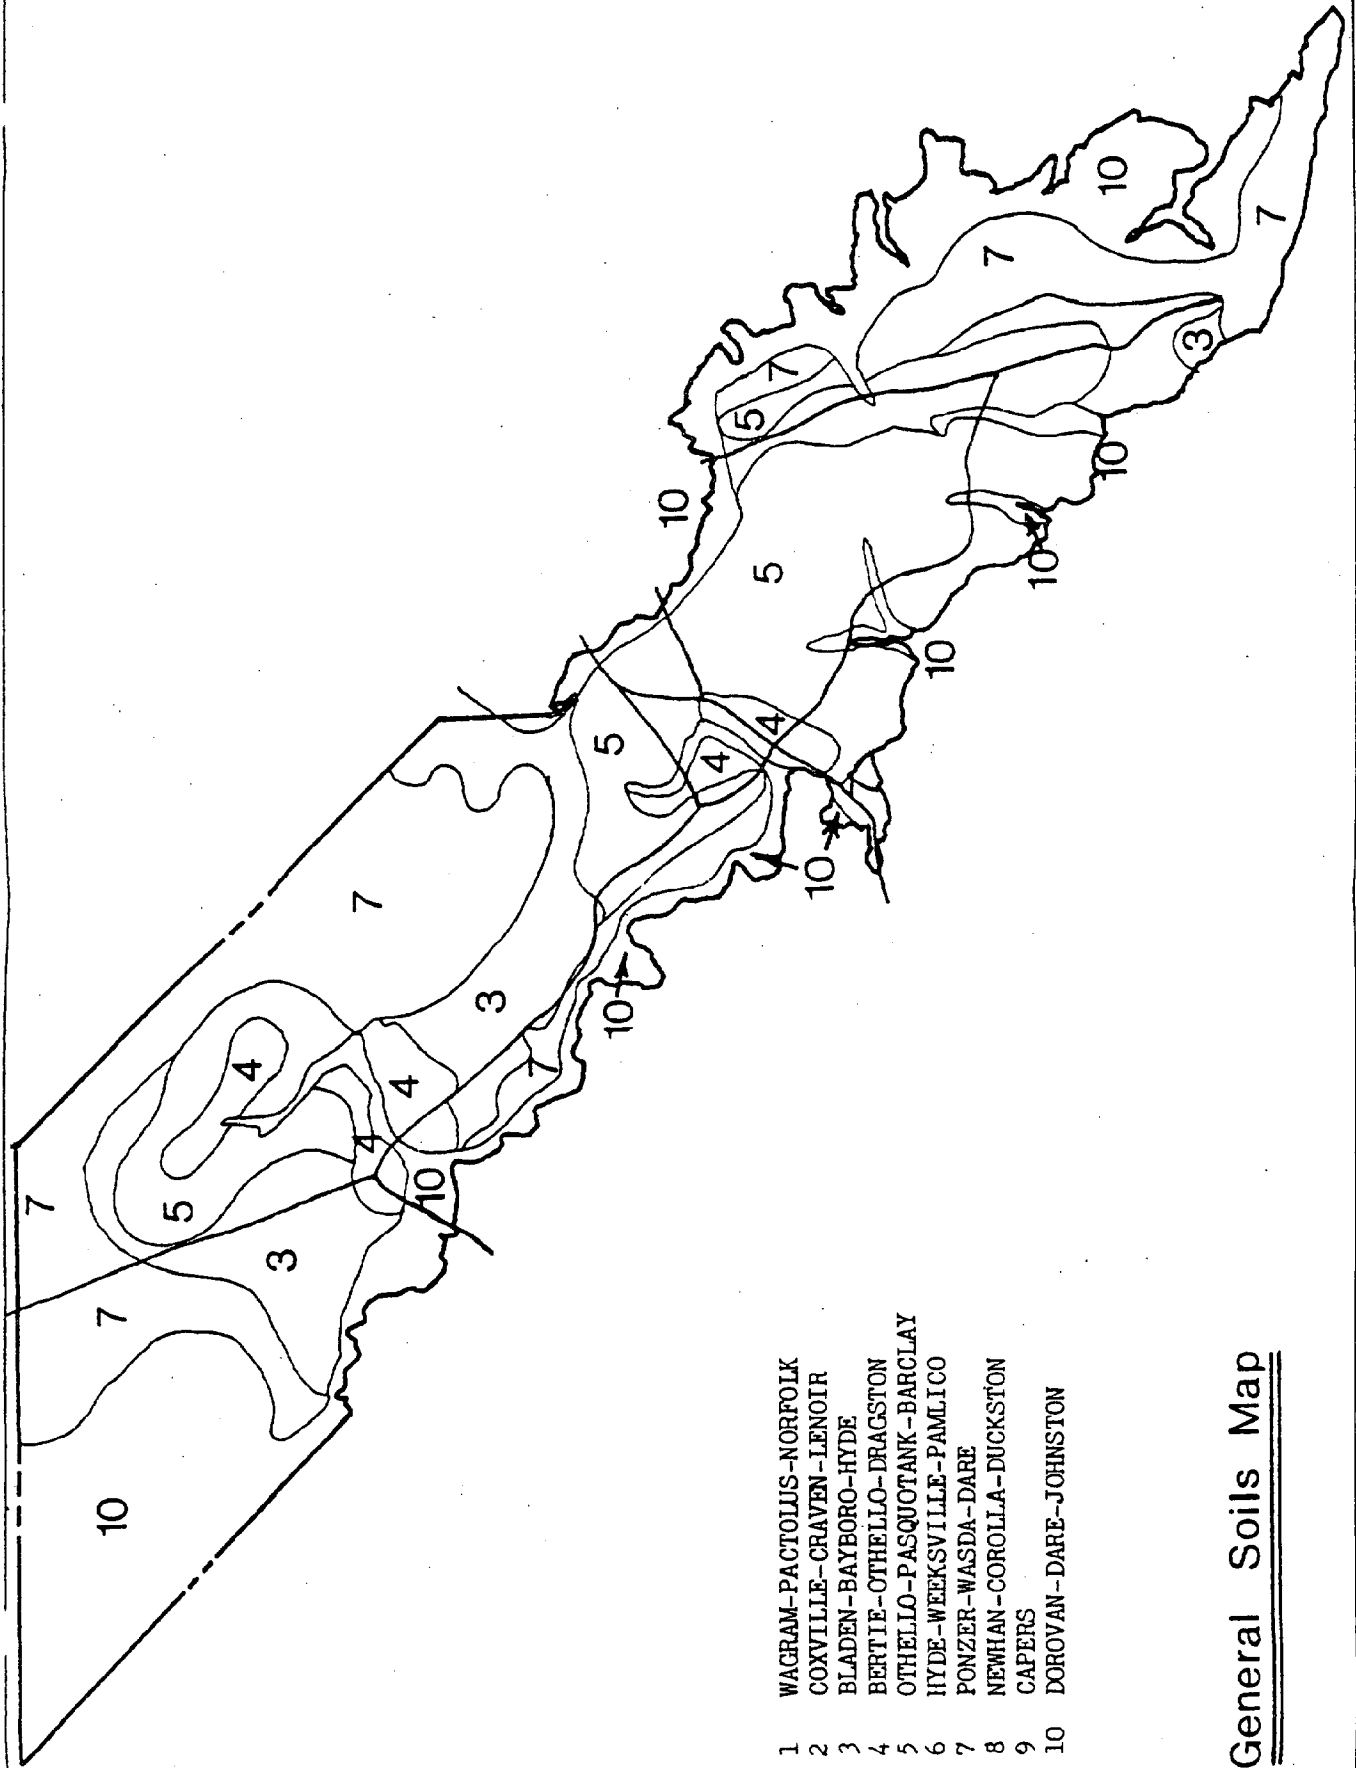 7
10
7
5
4
3
4
7
4
10
3
7
5
10
10
4
5
5
4
7
10
10
7
10
10
10
3
7
1 WAGRAM-PACTOLUS-NORFOLK
2 COXVILLE-CRAVEN-LENOIR
3 BLADEN-BAYBORO-HYDE
4 BERTIE-OTHELLO-DRAGSTON
5 OTHELLO-PASQUOTANK-BARCLAY
6 HYDE-WEEKSVILLE-PAMLICO
7 PONZER-WASDA-DARE
8 NEWHAN-COROLLA-DUCKSTON
9 CAPERS
10 DOROVAN-DARE-JOHNSTON
General Soils Map